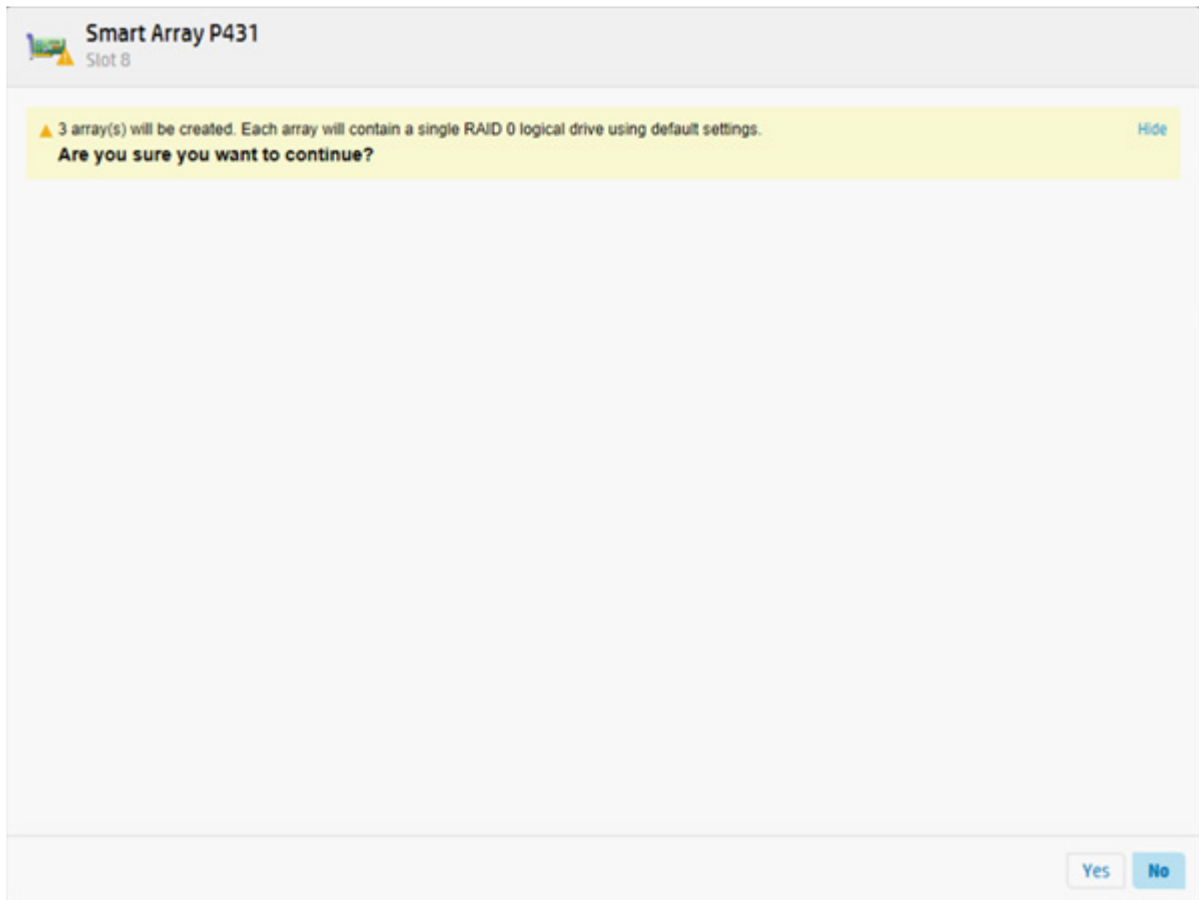 Smart Array P431
Slot 8
3 array(s) will be created. Each array will contain a single RAID 0 logical drive using default settings.
Hide
Are you sure you want to continue?
Yes
No